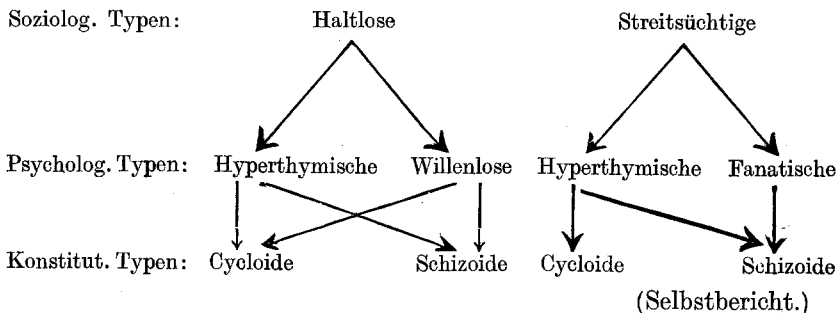 Soziolog. Typen: Haltlose Streitsüchtige
Psycholog. Typen: Hyperthymische Willenlose Hyperthymische Fanatische
Konstitut. Typen: Cycloide Schizoide Cycloide Schizoide
(Selbstbericht.)